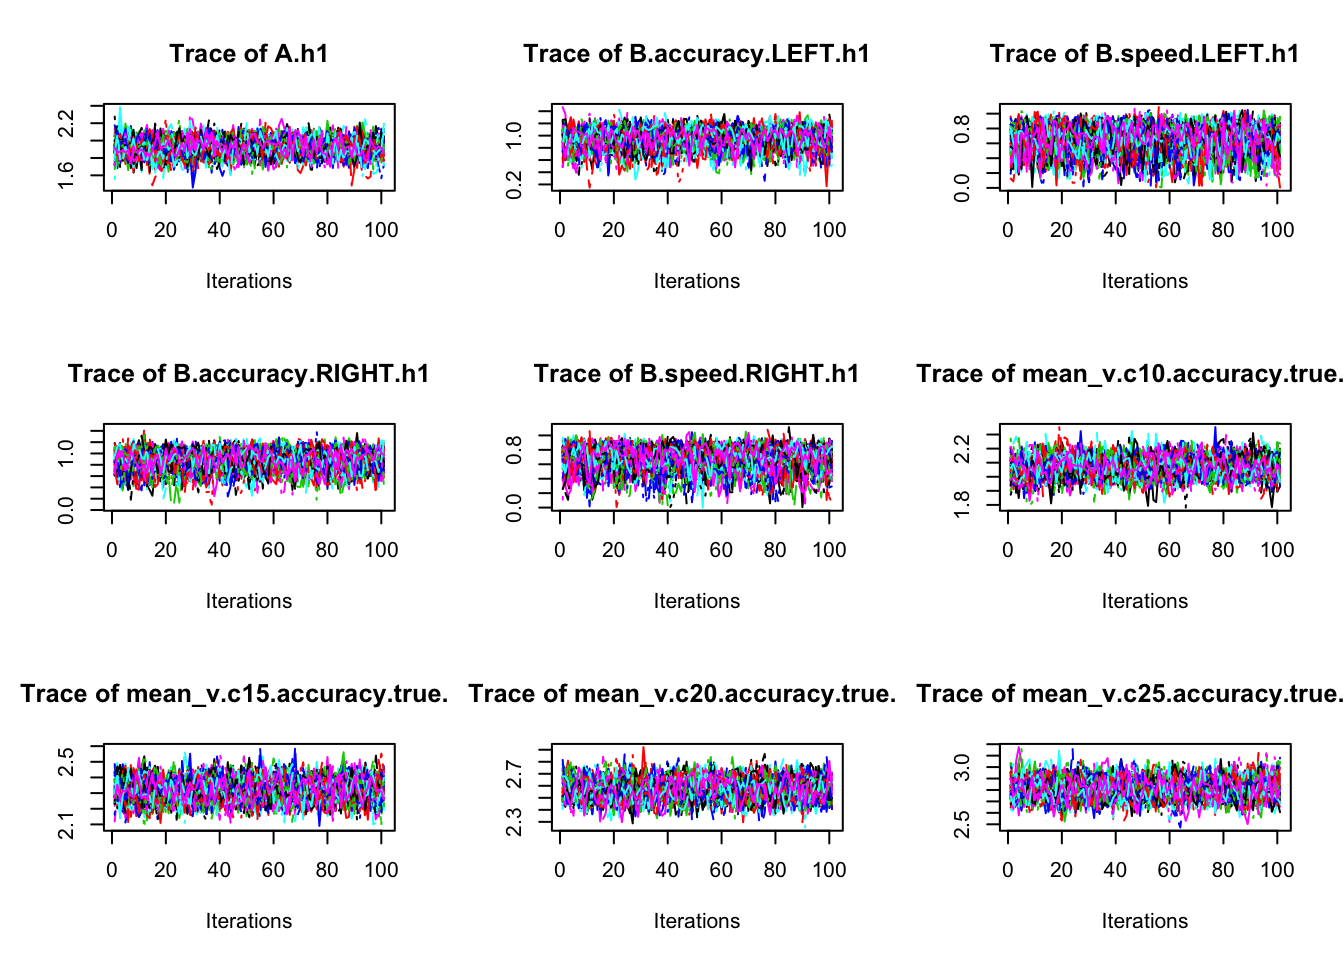 Trace of A.h1
2.2
1.6
0 20 40 60 80 100
Iterations
Trace of B.accuracy.LEFT.h1
1.0
0.2
0 20 40 60 80 100
Iterations
Trace of B.speed.LEFT.h1
0.8
0.0
0 20 40 60 80 100
Iterations
Trace of B.accuracy.RIGHT.h1
1.0
0.0
0 20 40 60 80 100
Iterations
Trace of B.speed.RIGHT.h1
0.8
0.0
0 20 40 60 80 100
Iterations
Trace of mean_v.c10.accuracy.true.
2.2
1.8
0 20 40 60 80 100
Iterations
Trace of mean_v.c15.accuracy.true.
2.5
2.1
0 20 40 60 80 100
Iterations
Trace of mean_v.c20.accuracy.true.
2.7
2.3
0 20 40 60 80 100
Iterations
Trace of mean_v.c25.accuracy.true.
3.0
2.5
0 20 40 60 80 100
Iterations